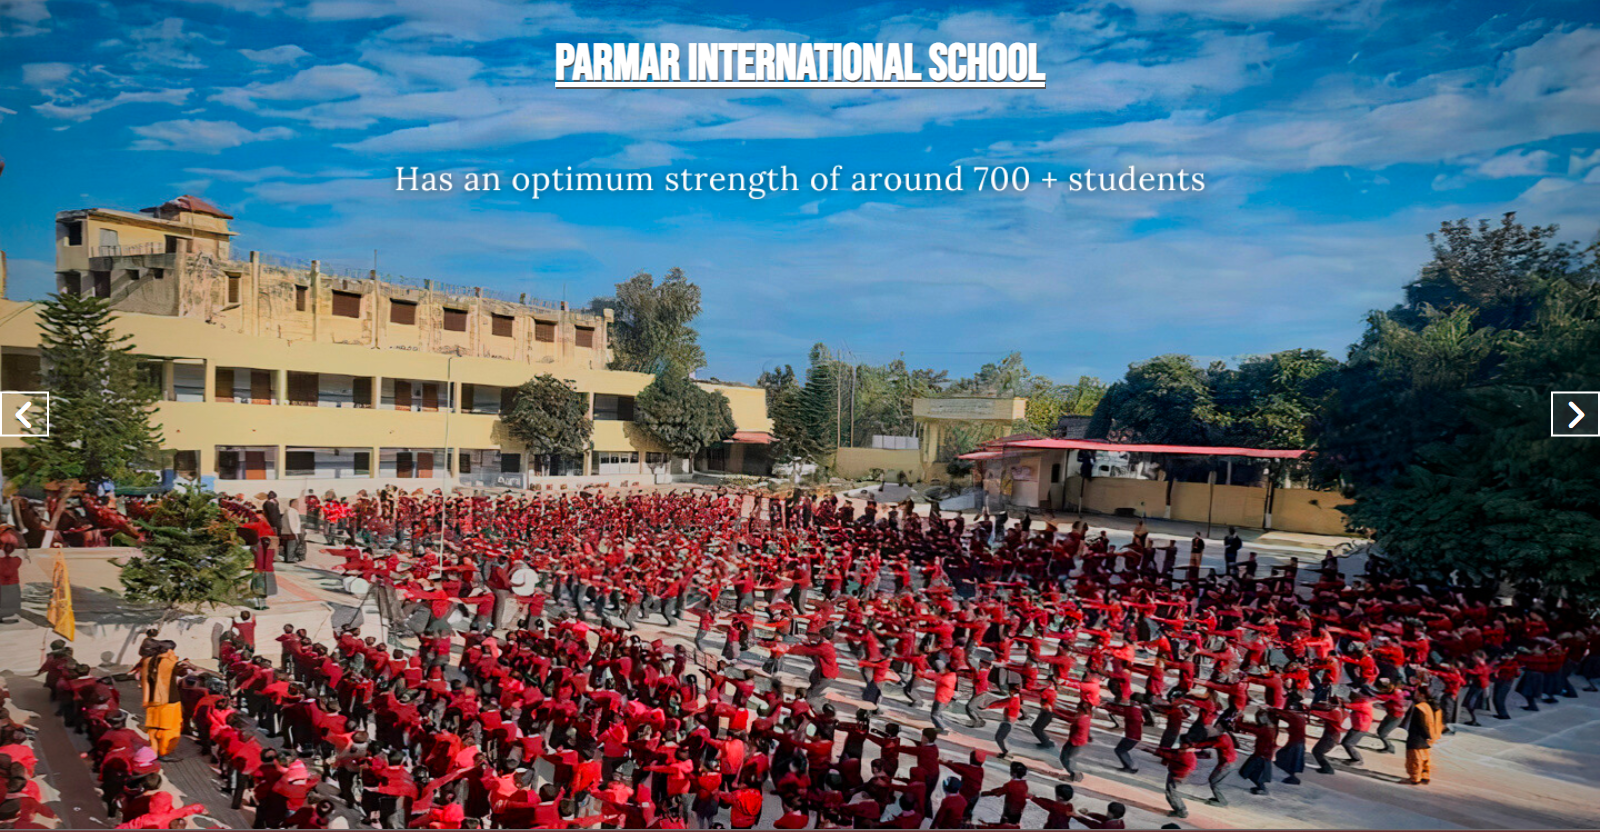 PARMAR INTERNATIONAL SCHOOL
Has an optimum strength of around 700 + students